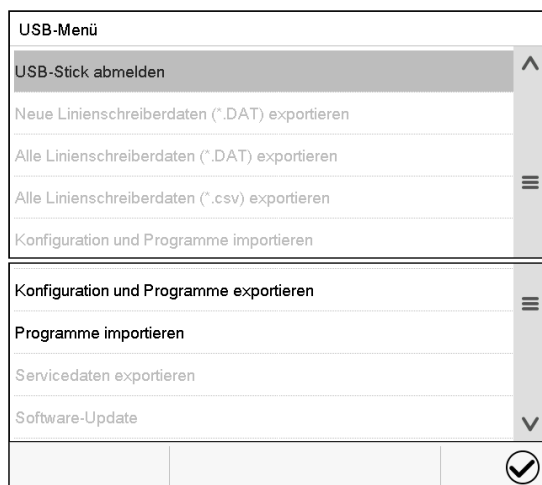 USB-Menü
USB-Stick abmelden
Neue Linienschreiberdaten (*.DAT) exportieren
Alle Linienschreiberdaten (*.DAT) exportieren
Alle Linienschreiberdaten (*.csv) exportieren
Konfiguration und Programme importieren
Konfiguration und Programme exportieren
Programme importieren
Servicedaten exportieren
Software-Update